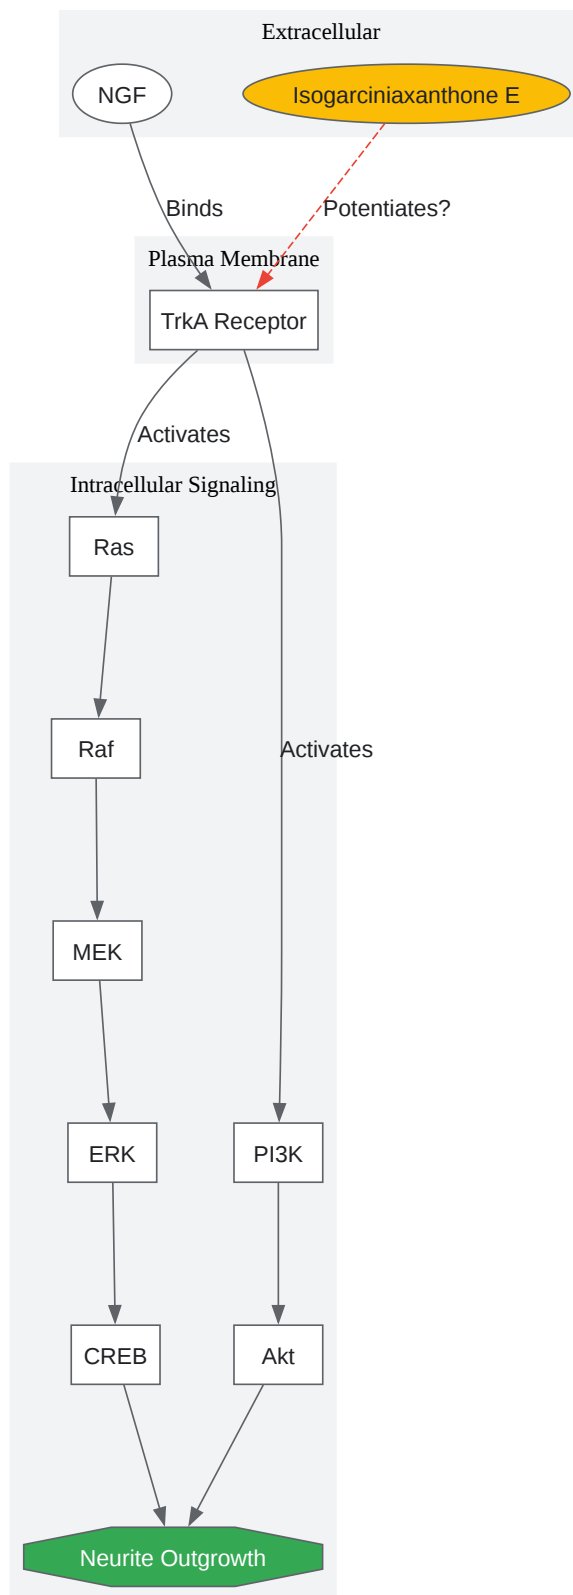 Extracellular
NGF
Isogarciniaxanthone E
Binds
Potentiates?
Plasma Membrane
TrkA Receptor
Activates
Intracellular Signaling
Ras
Raf
Activates
MEK
ERK
PI3K
CREB
Akt
Neurite Outgrowth